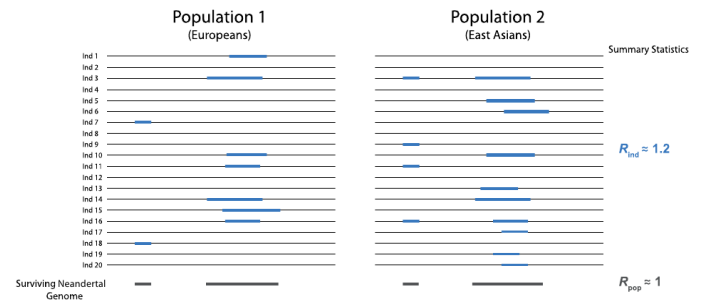 Population 1
(Europeans)
Population 2
(East Asians)
Summary Statistics
Ind 1
Ind 2
Ind 3
Ind 4
Ind 5
Ind 6
Ind 7
Ind 8
Ind 9
Ind 10
Ind 11
Ind 12
Ind 13
Ind 14
Ind 15
Ind 16
Ind 17
Ind 18
Ind 19
Ind 20
Rind ≈ 1.2
Surviving Neandertal
Genome
Rpop ≈ 1